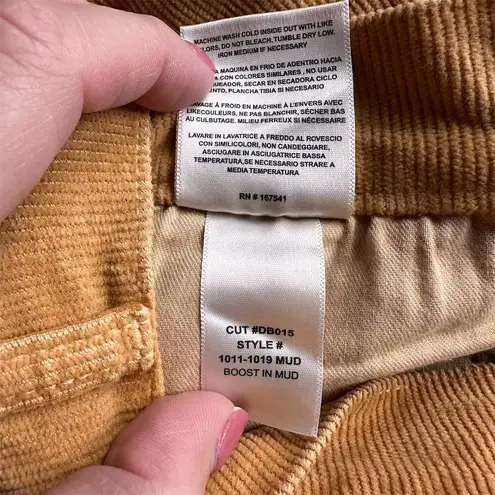 MACHINE WASH COLD INSIDE OUT WITH LIKE
COLORS, DO NOT BLEACH, TUMBLE DRY LOW.
IRON MEDIUM IF NECESSARY
MAQUINA EN FRIO DE ADENTRO HACIA
CON COLORES SIMILARES , NO USAR
SECAR EN SECADORA CICLO
PLANCHA TIBIA SI NECESARIO
LAVAGE À FROID EN MACHINE À L'ENVERS AVEC
LIKECOULEURS, NE PAS BLANCHIR, SÉCHER BAS
AU CULBUTAGE. MILIEU FERREUX SI NÉCESSAIRE
LAVARE IN LAVATRICE A FREDDO AL ROVESCIO
CON SIMILICOLORI, NON CANDEGGIARE,
ASCIUGARE IN ASCIUGATRICE BASSA
TEMPERATURA,SE NECESSARIO STIRARE A
MEDIA TEMPERATURA
RN # 167541
CUT #DB015
STYLE #
1011-1019 MUD
BOOST IN MUD